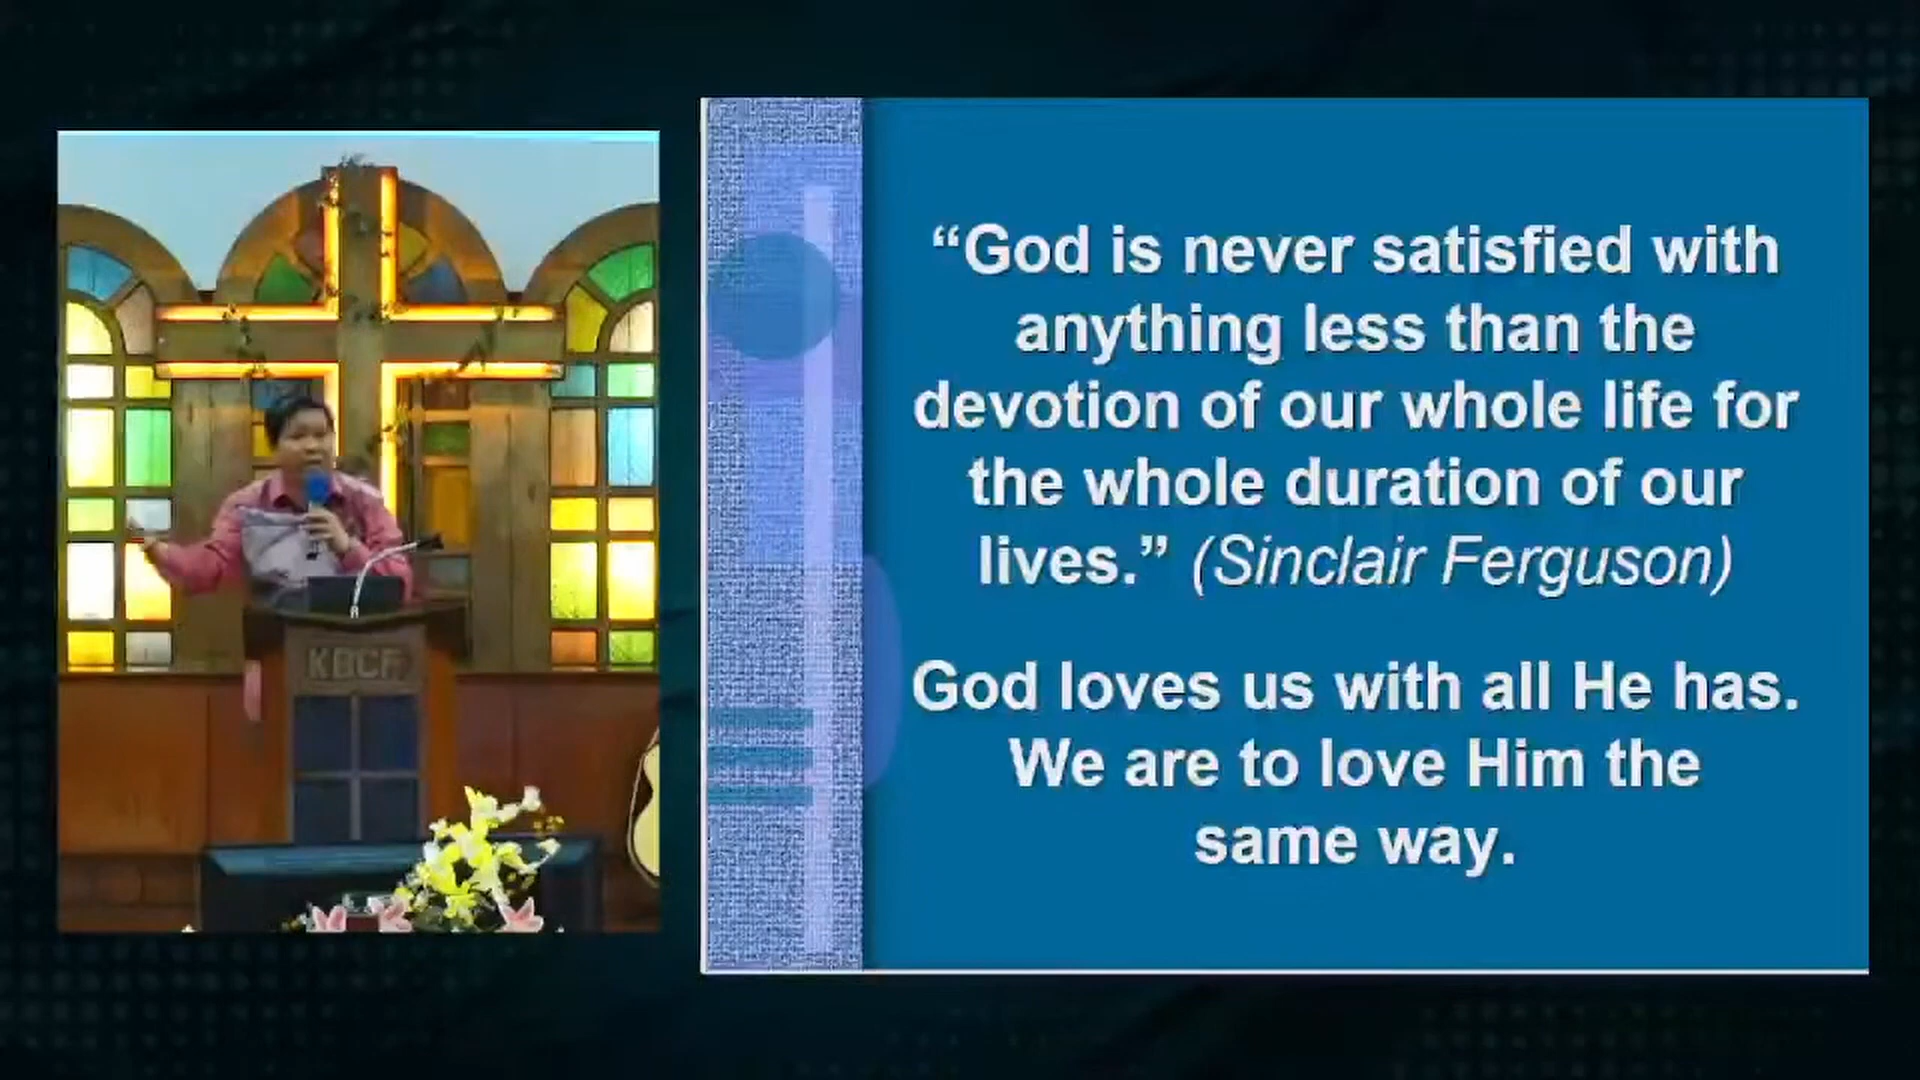 KBCF
“God is never satisfied with
anything less than the
devotion of our whole life for
the whole duration of our
lives.” (Sinclair Ferguson)
God loves us with all He has.
We are to love Him the
same way.